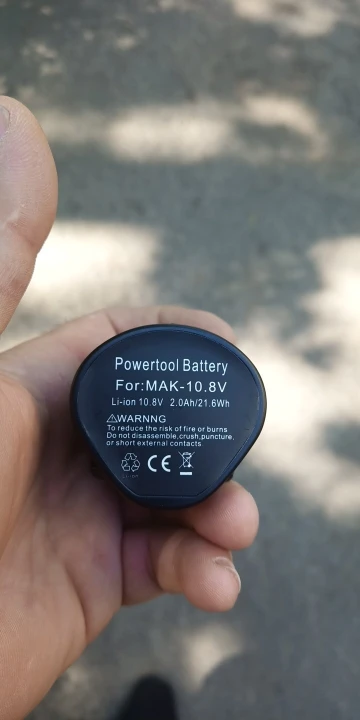 Powertool Battery
For:MAK-10.8V
Li-ion 10.8V 2.0Ah/21.6Wh
⚠WARNNG
To reduce the risk of fire or burns
Do not disassemble,crush,puncture,
or short external contacts
CE